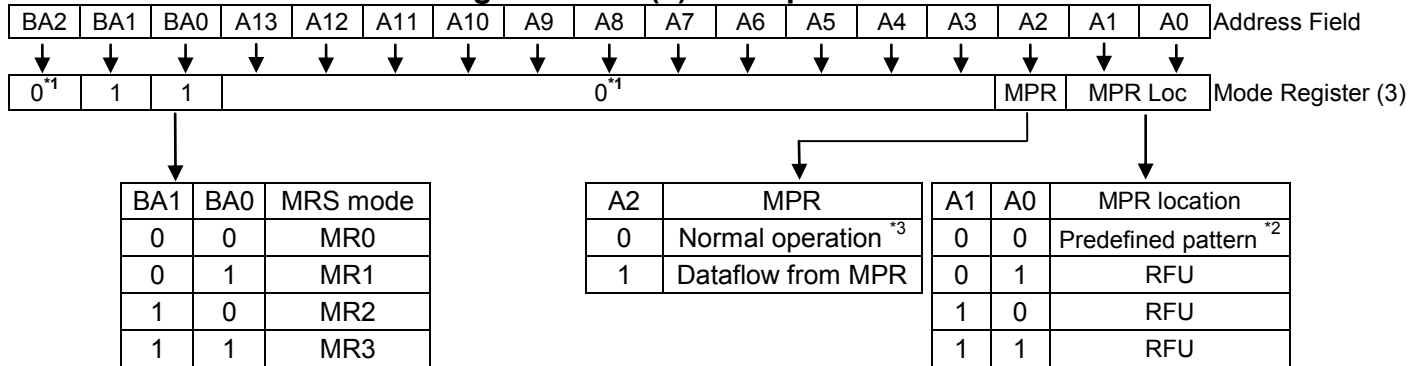 BA2 BA1 BA0 A13 A12 A11 A10 A9 A8 A7 A6 A5 A4 A3 A2 A1 A0 Address Field
0*1 1 1 0*1 MPR MPR Loc Mode Register (3)
BA1 BA0 MRS mode A2 MPR A1 A0 MPR location
0 0 MR0 0 Normal operation *3 0 0 Predefined pattern *2
0 1 MR1 1 Dataflow from MPR 0 1 RFU
1 0 MR2 1 0 RFU
1 1 MR3 1 1 RFU